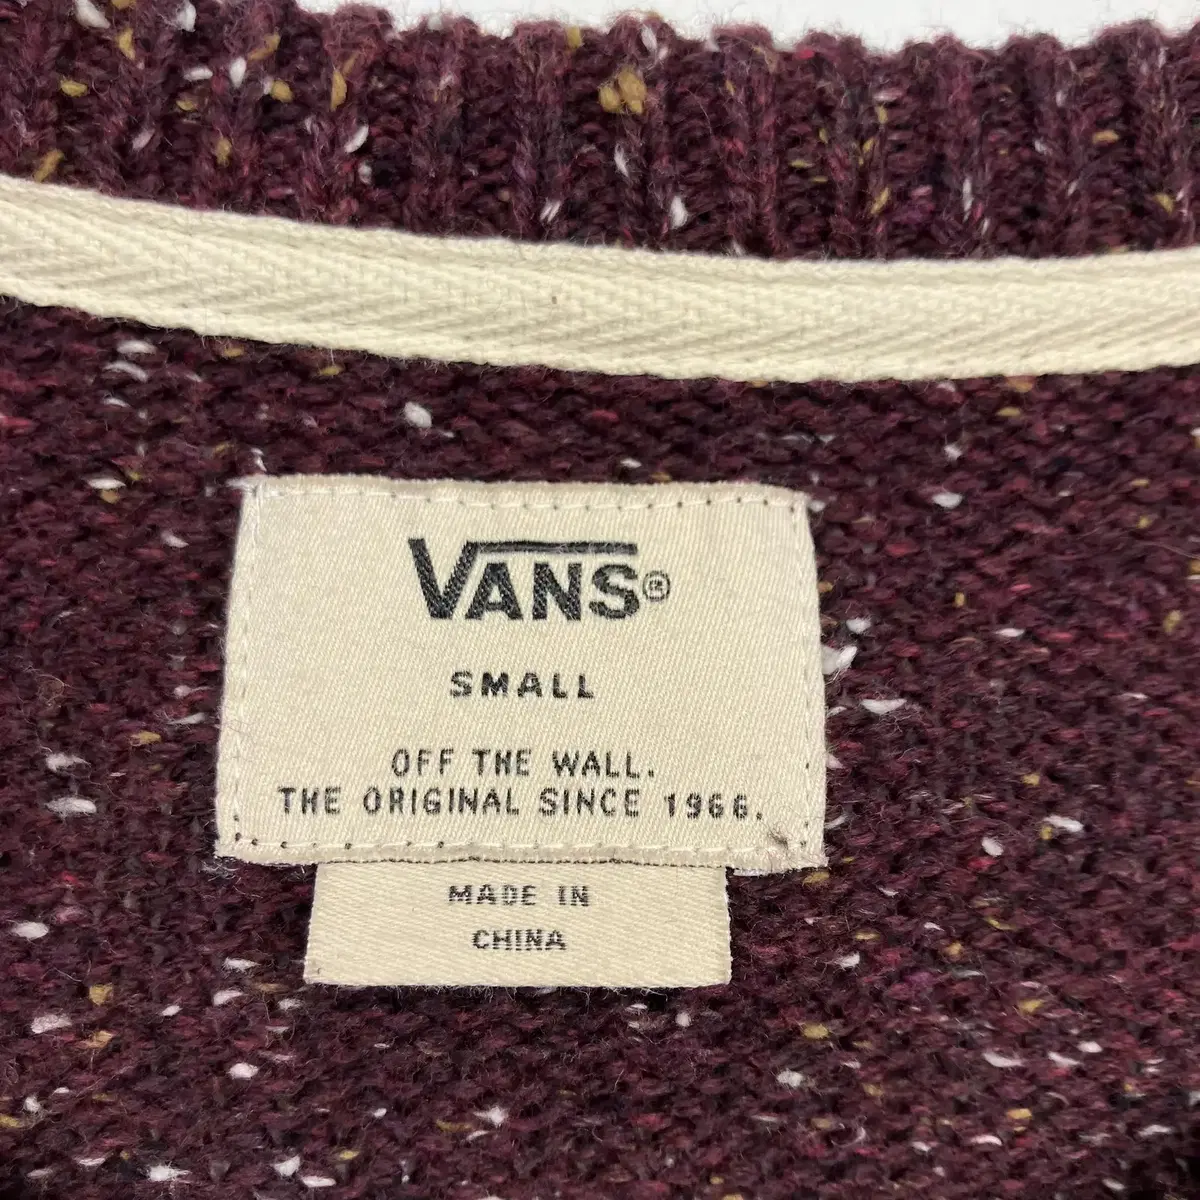 VANS®
SMALL
OFF THE WALL.
THE ORIGINAL SINCE 1966.
MADE IN
CHINA